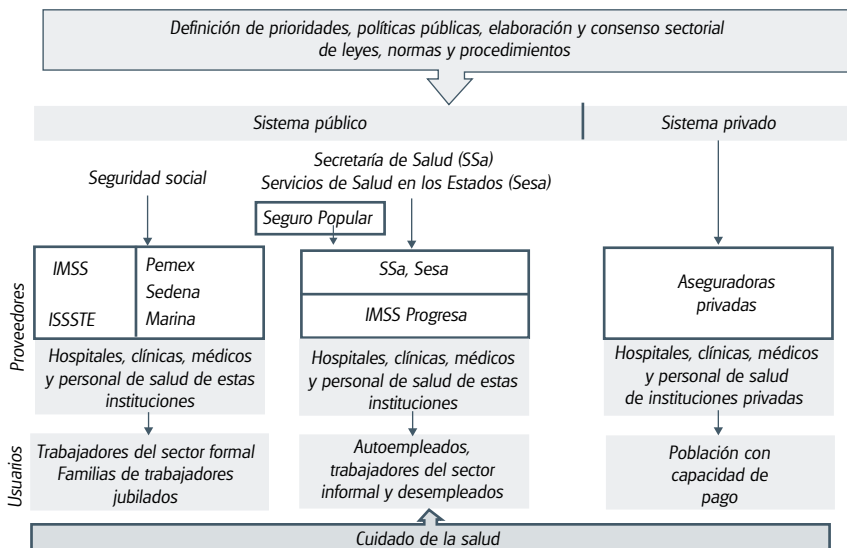 Definición de prioridades, políticas públicas, elaboración y consenso sectorial
de leyes, normas y procedimientos
Sistema público
Sistema privado
Seguridad social
Secretaría de Salud (SSa)
Servicios de Salud en los Estados (Sesa)
Seguro Popular
Proveedores
IMSS
ISSSTE
Pemex
Sedena
Marina
SSa, Sesa
IMSS Progresa
Aseguradoras
privadas
Hospitales, clínicas, médicos
y personal de salud de estas
instituciones
Hospitales, clínicas, médicos
y personal de salud de estas
instituciones
Hospitales, clínicas, médicos
y personal de salud
de instituciones privadas
Usuarios
Trabajadores del sector formal
Familias de trabajadores
jubilados
Autoempleados,
trabajadores del sector
informal y desempleados
Población con
capacidad de
pago
Cuidado de la salud